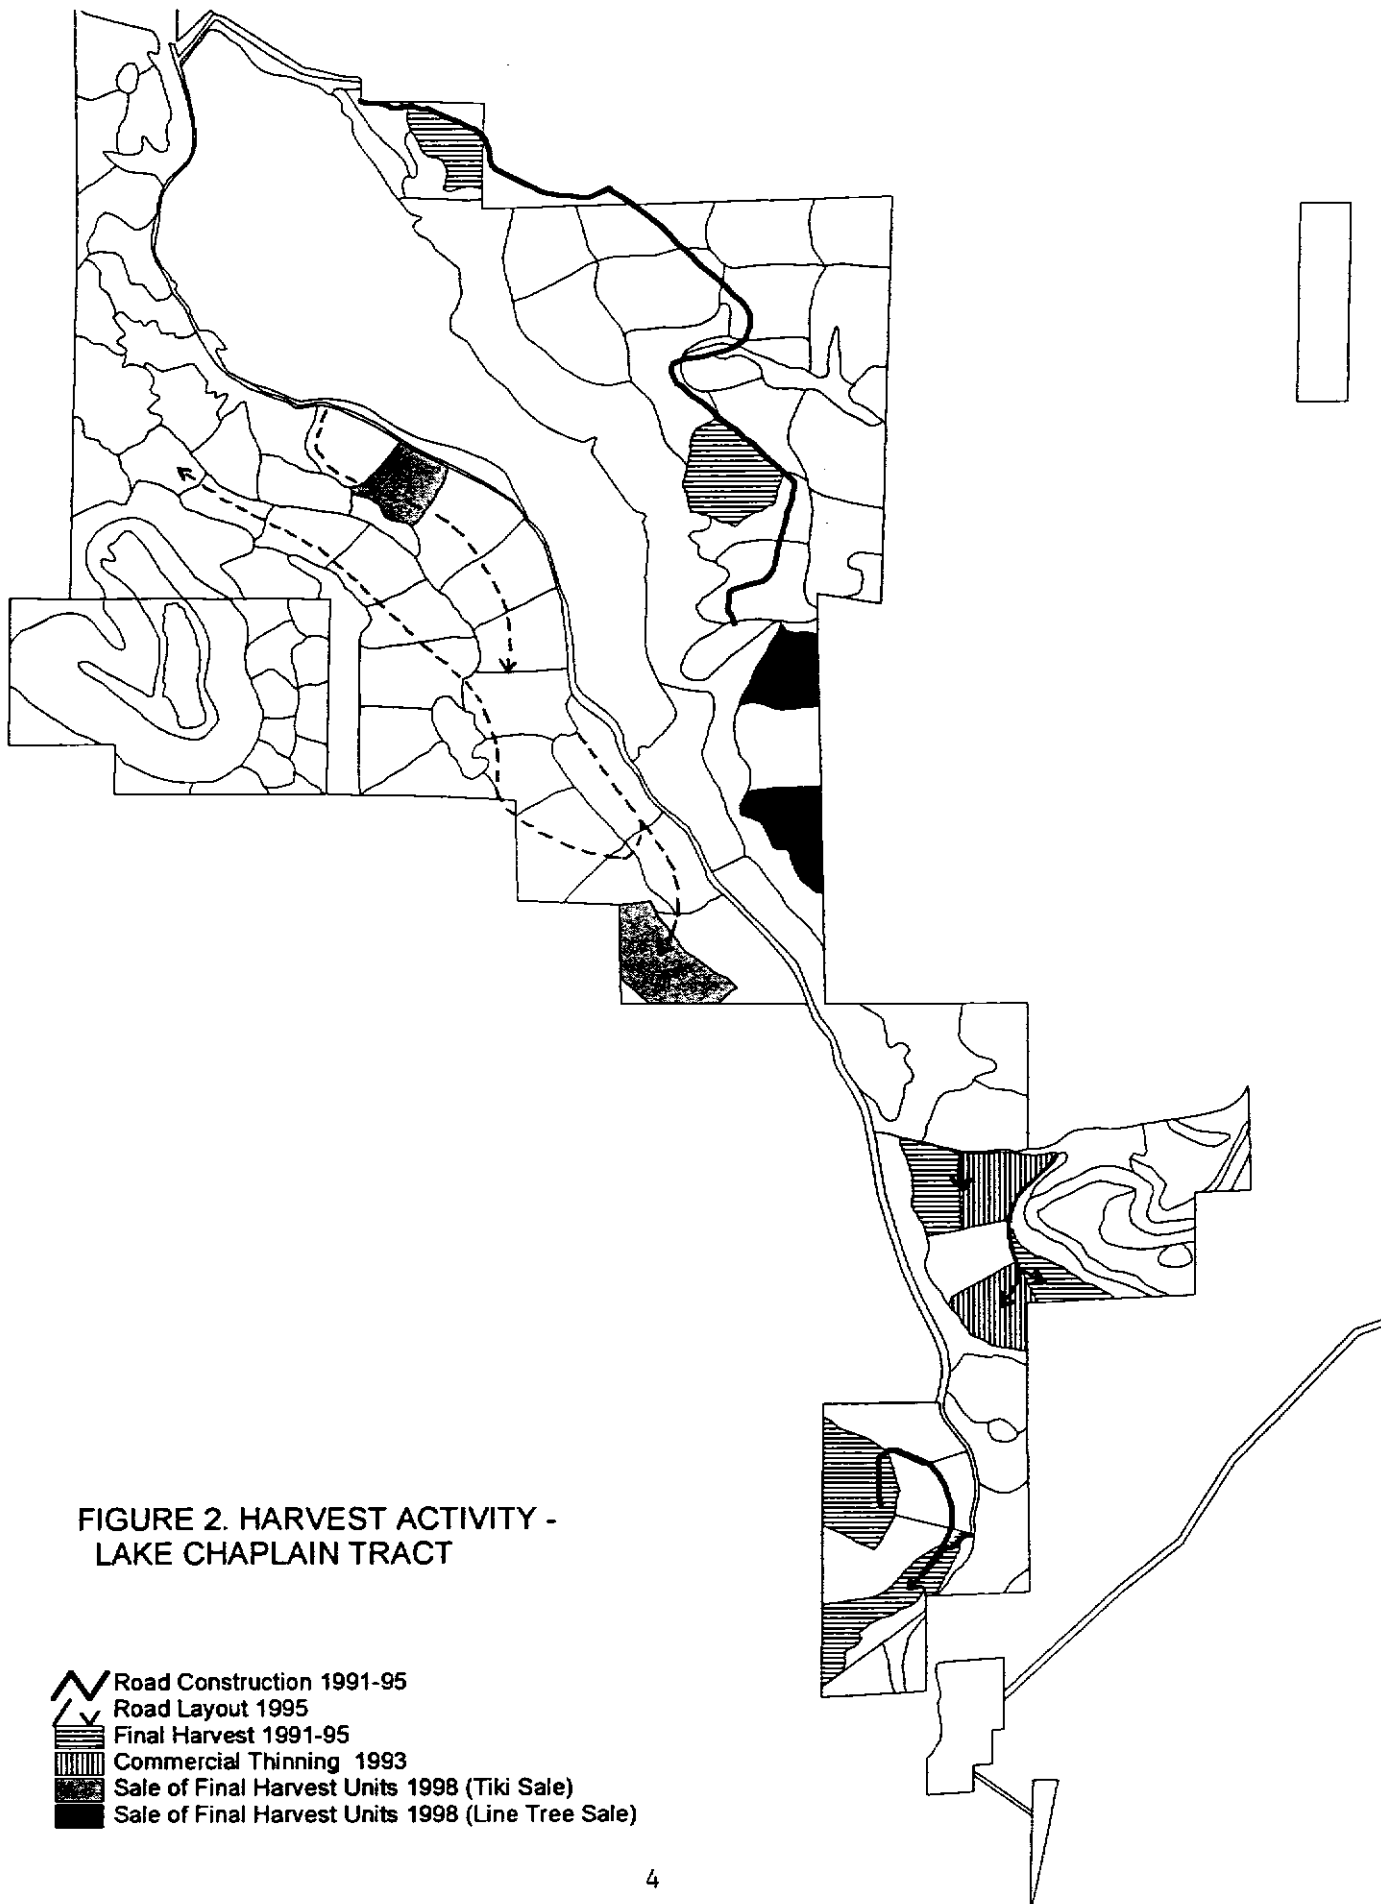 FIGURE 2. HARVEST ACTIVITY -
LAKE CHAPLAIN TRACT
Road Construction 1991-95
Road Layout 1995
Final Harvest 1991-95
Commercial Thinning 1993
Sale of Final Harvest Units 1998 (Tiki Sale)
Sale of Final Harvest Units 1998 (Line Tree Sale)
4